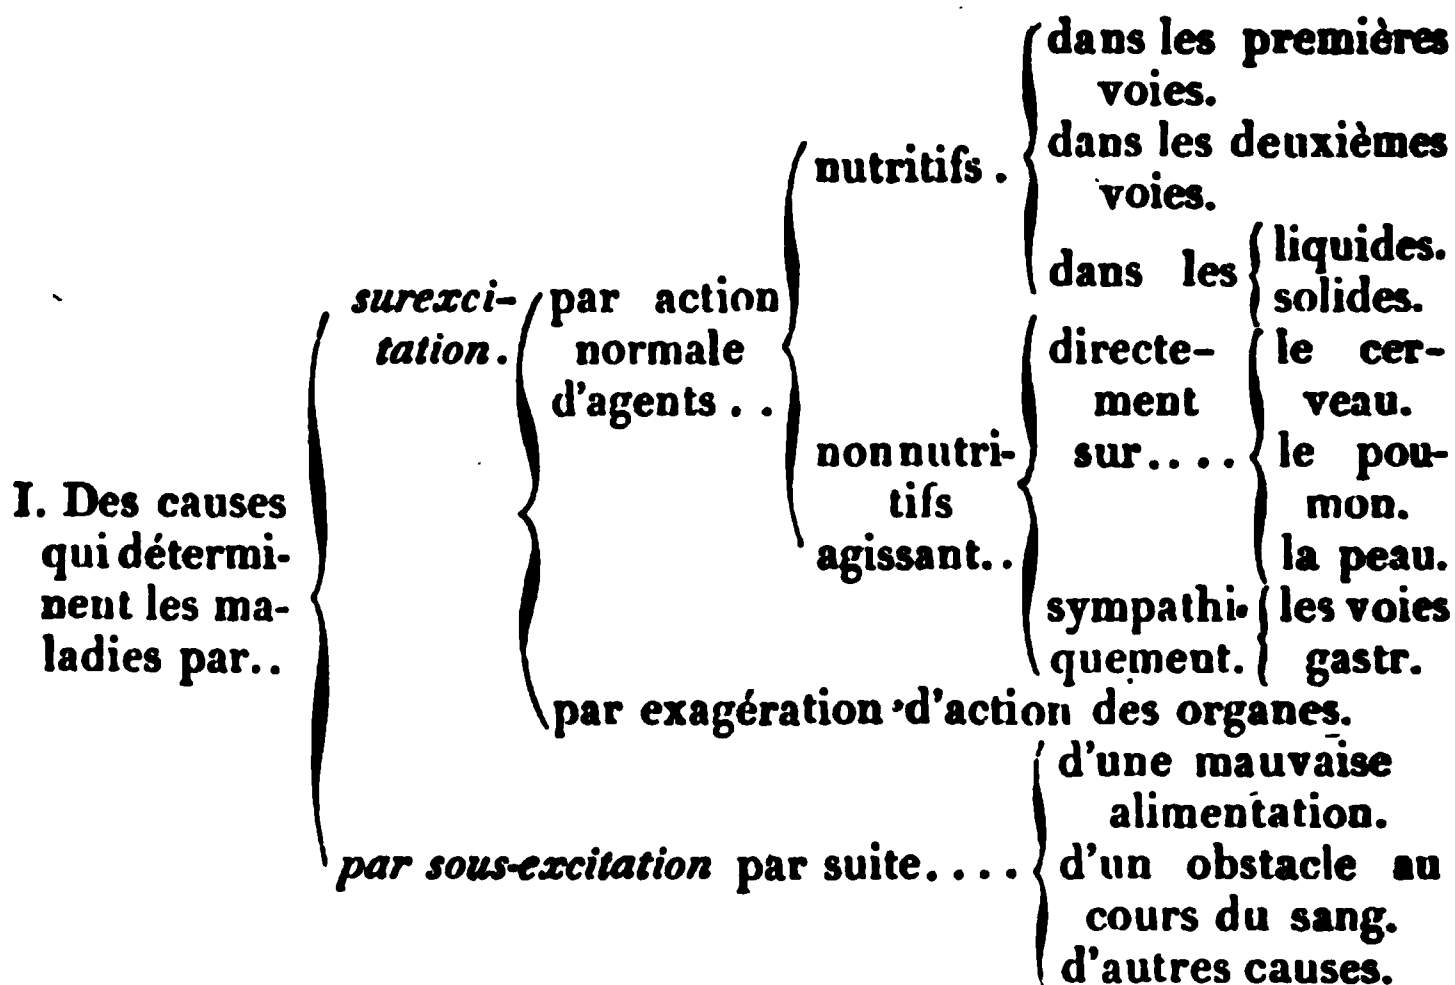 I. Des causes
qui détermi-
nent les ma-
ladies par..
surexci-
tation.
par action
normale
d'agents . .
nutritifs .
dans les premières
voies.
dans les deuxièmes
voies.
dans les
liquides.
solides.
non nutri-
tifs
agissant. .
directe-
ment
sur....
le cer-
veau.
le pou-
mon.
la peau.
sympathi-
quement.
les voies
gastr.
par exagération d'action des organes.
par sous-excitation par suite....
d'une mauvaise
alimentation.
d'un obstacle au
cours du sang.
d'autres causes.